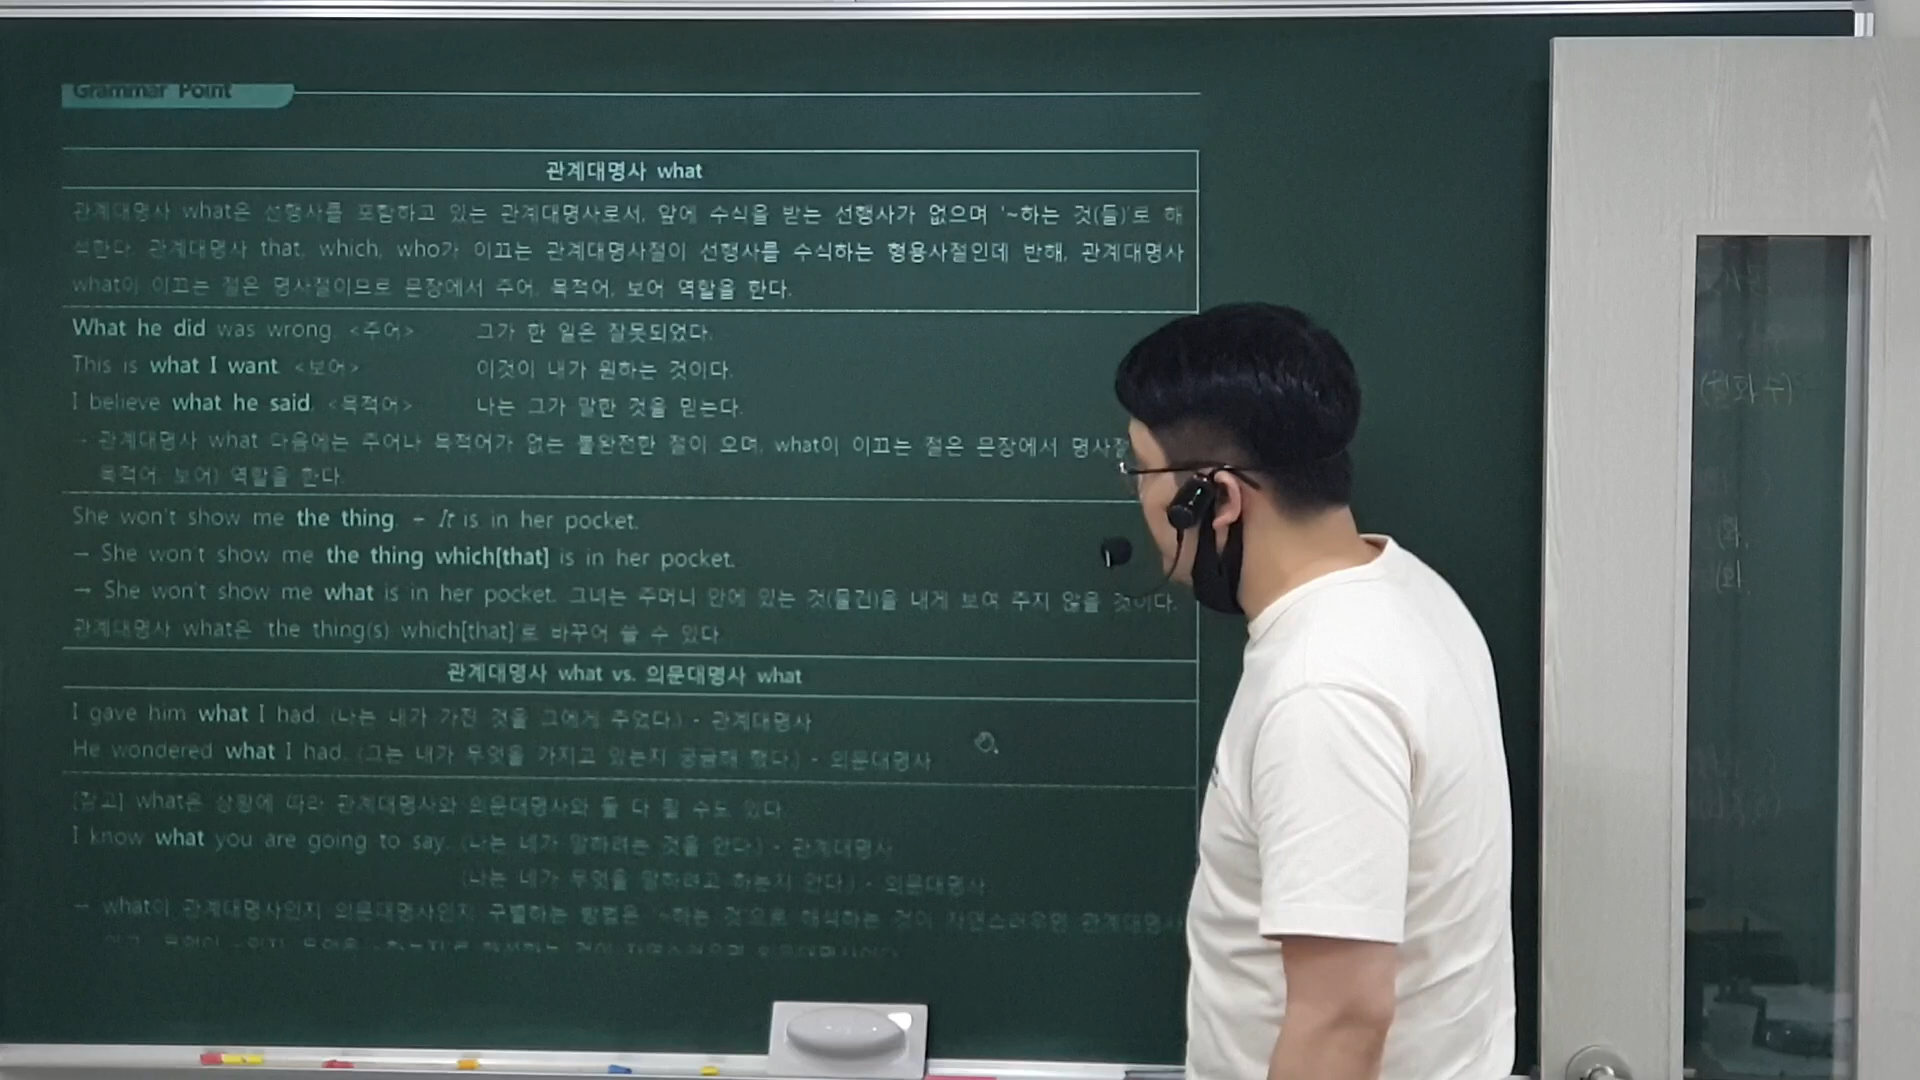 Grammar Point
관계대명사 what
관계대명사 what은 선행사를 포함하고 있는 관계대명사로서, 앞에 수식을 받는 선행사가 없으며 '~하는 것(들)'로 해
석한다. 관계대명사 that, which, who가 이끄는 관계대명사절이 선행사를 수식하는 형용사절인데 반해, 관계대명사
what이 이끄는 절은 명사절이므로 문장에서 주어, 목적어, 보어 역할을 한다.
What he did was wrong. <주어> 그가 한 일은 잘못되었다.
This is what I want. <보어> 이것이 내가 원하는 것이다.
I believe what he said. <목적어> 나는 그가 말한 것을 믿는다.
→ 관계대명사 what 다음에는 주어나 목적어가 없는 불완전한 절이 오며, what이 이끄는 절은 문장에서 명사절
목적어, 보어) 역할을 한다.
She won't show me the thing. + It is in her pocket.
→ She won't show me the thing which[that] is in her pocket.
→ She won't show me what is in her pocket. 그녀는 주머니 안에 있는 것(물건)을 내게 보여 주지 않을 것이다.
관계대명사 what은 'the thing(s) which[that]'로 바꾸어 쓸 수 있다.
관계대명사 what vs. 의문대명사 what
I gave him what I had. (나는 내가 가진 것을 그에게 주었다.) - 관계대명사
He wondered what I had. (그는 내가 무엇을 가지고 있는지 궁금해 했다.) - 의문대명사
[참고] what은 상황에 따라 관계대명사와 의문대명사와 둘 다 될 수도 있다.
I know what you are going to say. (나는 네가 말하려는 것을 안다.) - 관계대명사
(나는 네가 무엇을 말하려고 하는지 안다.) - 의문대명사
→ what이 관계대명사인지 의문대명사인지 구별하는 방법은 '~하는 것'으로 해석하는 것이 자연스러우면 관계대명사